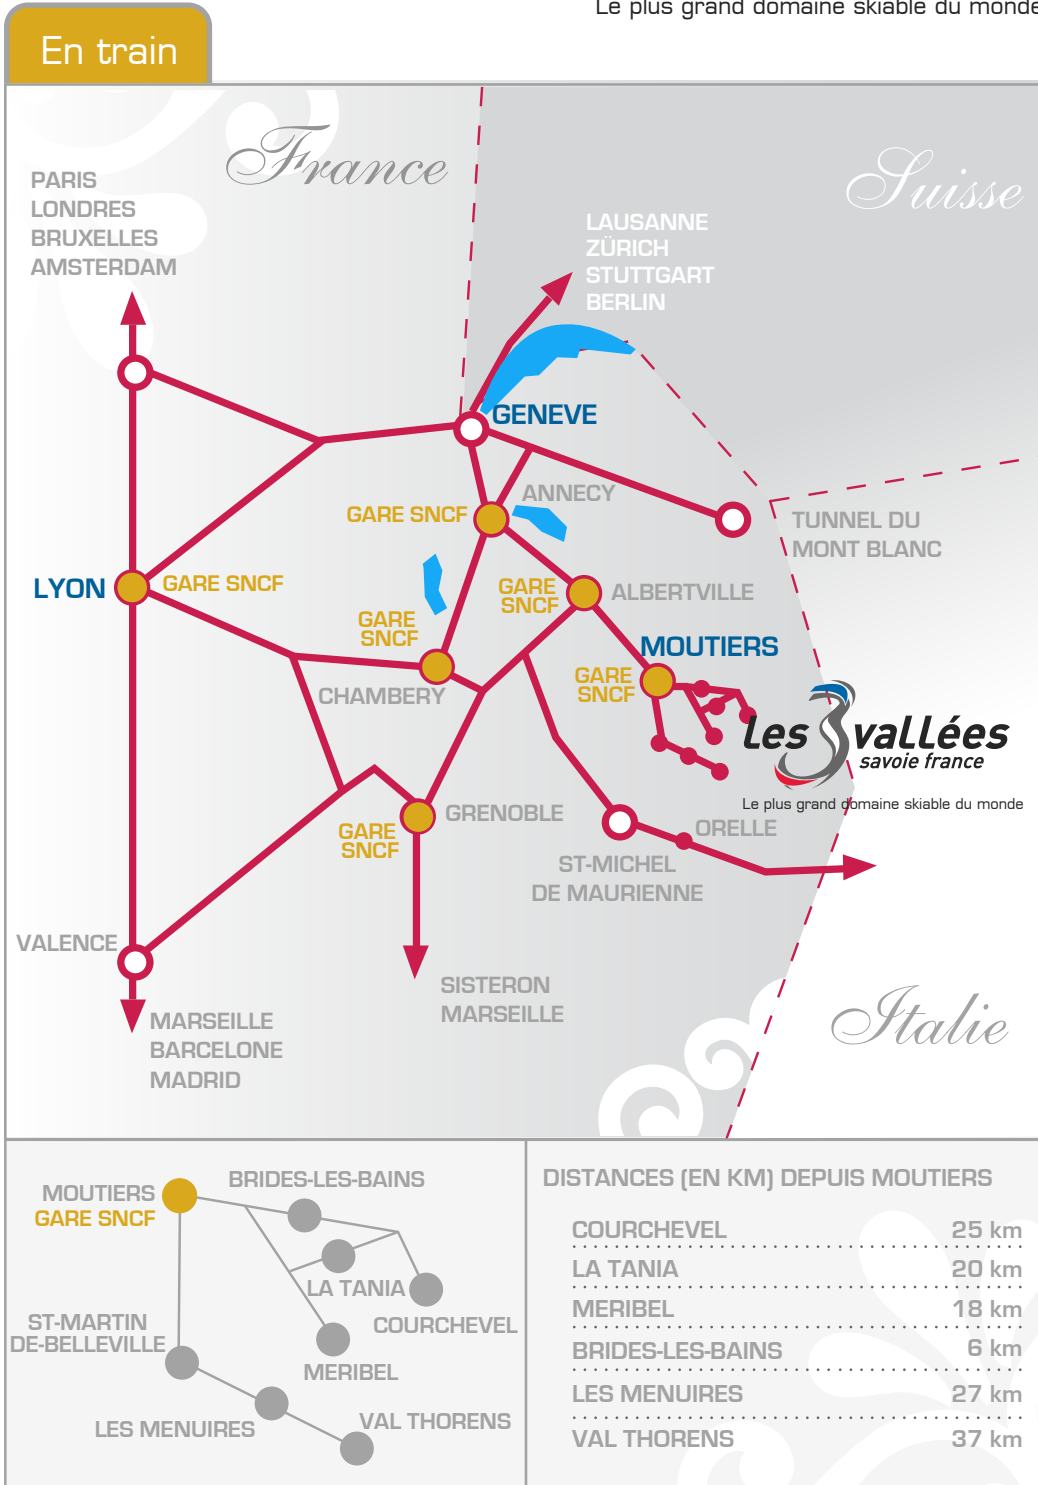 Le plus grand domaine skiable du monde
En train
France
Suisse
PARIS
LONDRES
BRUXELLES
AMSTERDAM
LAUSANNE
ZÜRICH
STUTTGART
BERLIN
GENEVE
ANNECY
GARE SNCF
TUNNEL DU
MONT BLANC
LYON
GARE SNCF
GARE
SNCF
ALBERTVILLE
GARE
SNCF
CHAMBERY
MOUTIERS
GARE
SNCF
Les 3 vallées
savoie france
Le plus grand domaine skiable du monde
GRENOBLE
GARE
SNCF
ORELLE
ST-MICHEL
DE MAURIENNE
VALENCE
SISTERON
MARSEILLE
MARSEILLE
BARCELONE
MADRID
Italie
MOUTIERS
GARE SNCF
BRIDES-LES-BAINS
LA TANIA
COURCHEVEL
MERIBEL
ST-MARTIN
DE-BELLEVILLE
LES MENUIRES
VAL THORENS
DISTANCES (EN KM) DEPUIS MOUTIERS
COURCHEVEL 25 km
LA TANIA 20 km
MERIBEL 18 km
BRIDES-LES-BAINS 6 km
LES MENUIRES 27 km
VAL THORENS 37 km